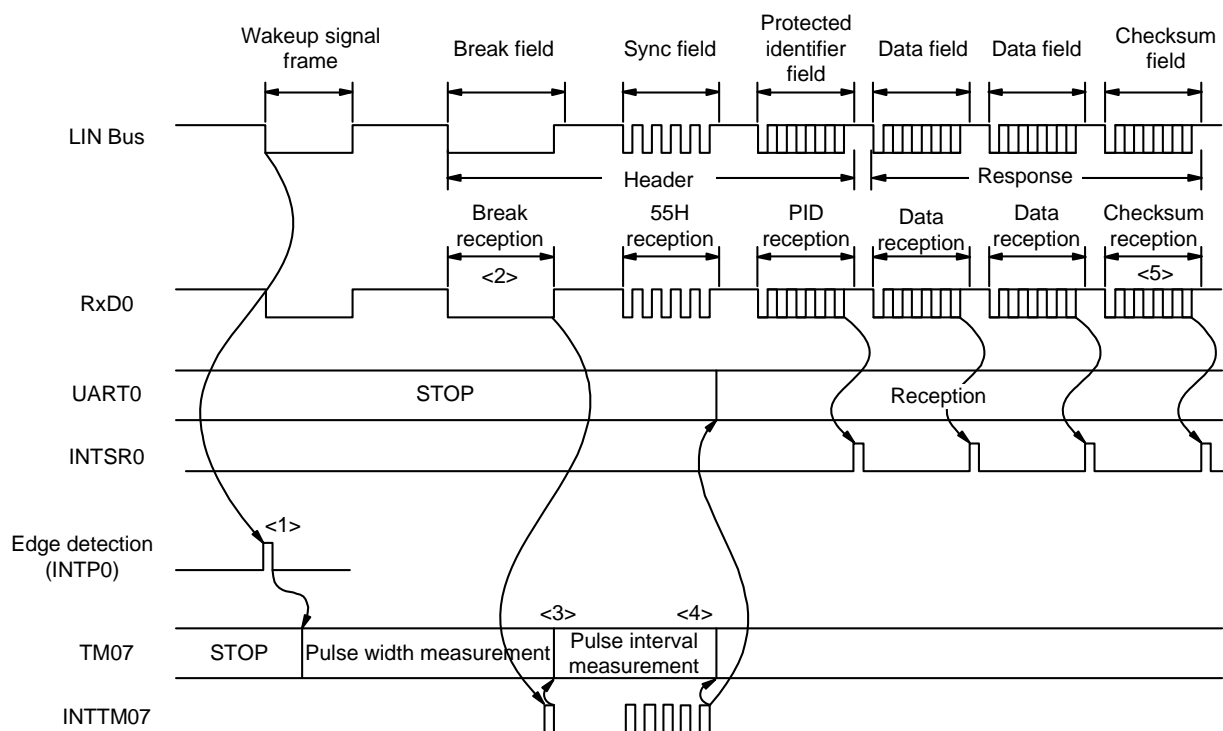 Wakeup signal
frame
Break field
Sync field
Protected
identifier
field
Data field
Data field
Checksum
field
LIN Bus
Header
Response
Break
reception
55H
reception
PID
reception
Data
reception
Data
reception
Checksum
reception
<2>
<5>
RxD0
UART0
STOP
Reception
INTSR0
<1>
Edge detection
(INTP0)
<3>
<4>
TM07
STOP
Pulse width measurement
Pulse interval
measurement
INTTM07